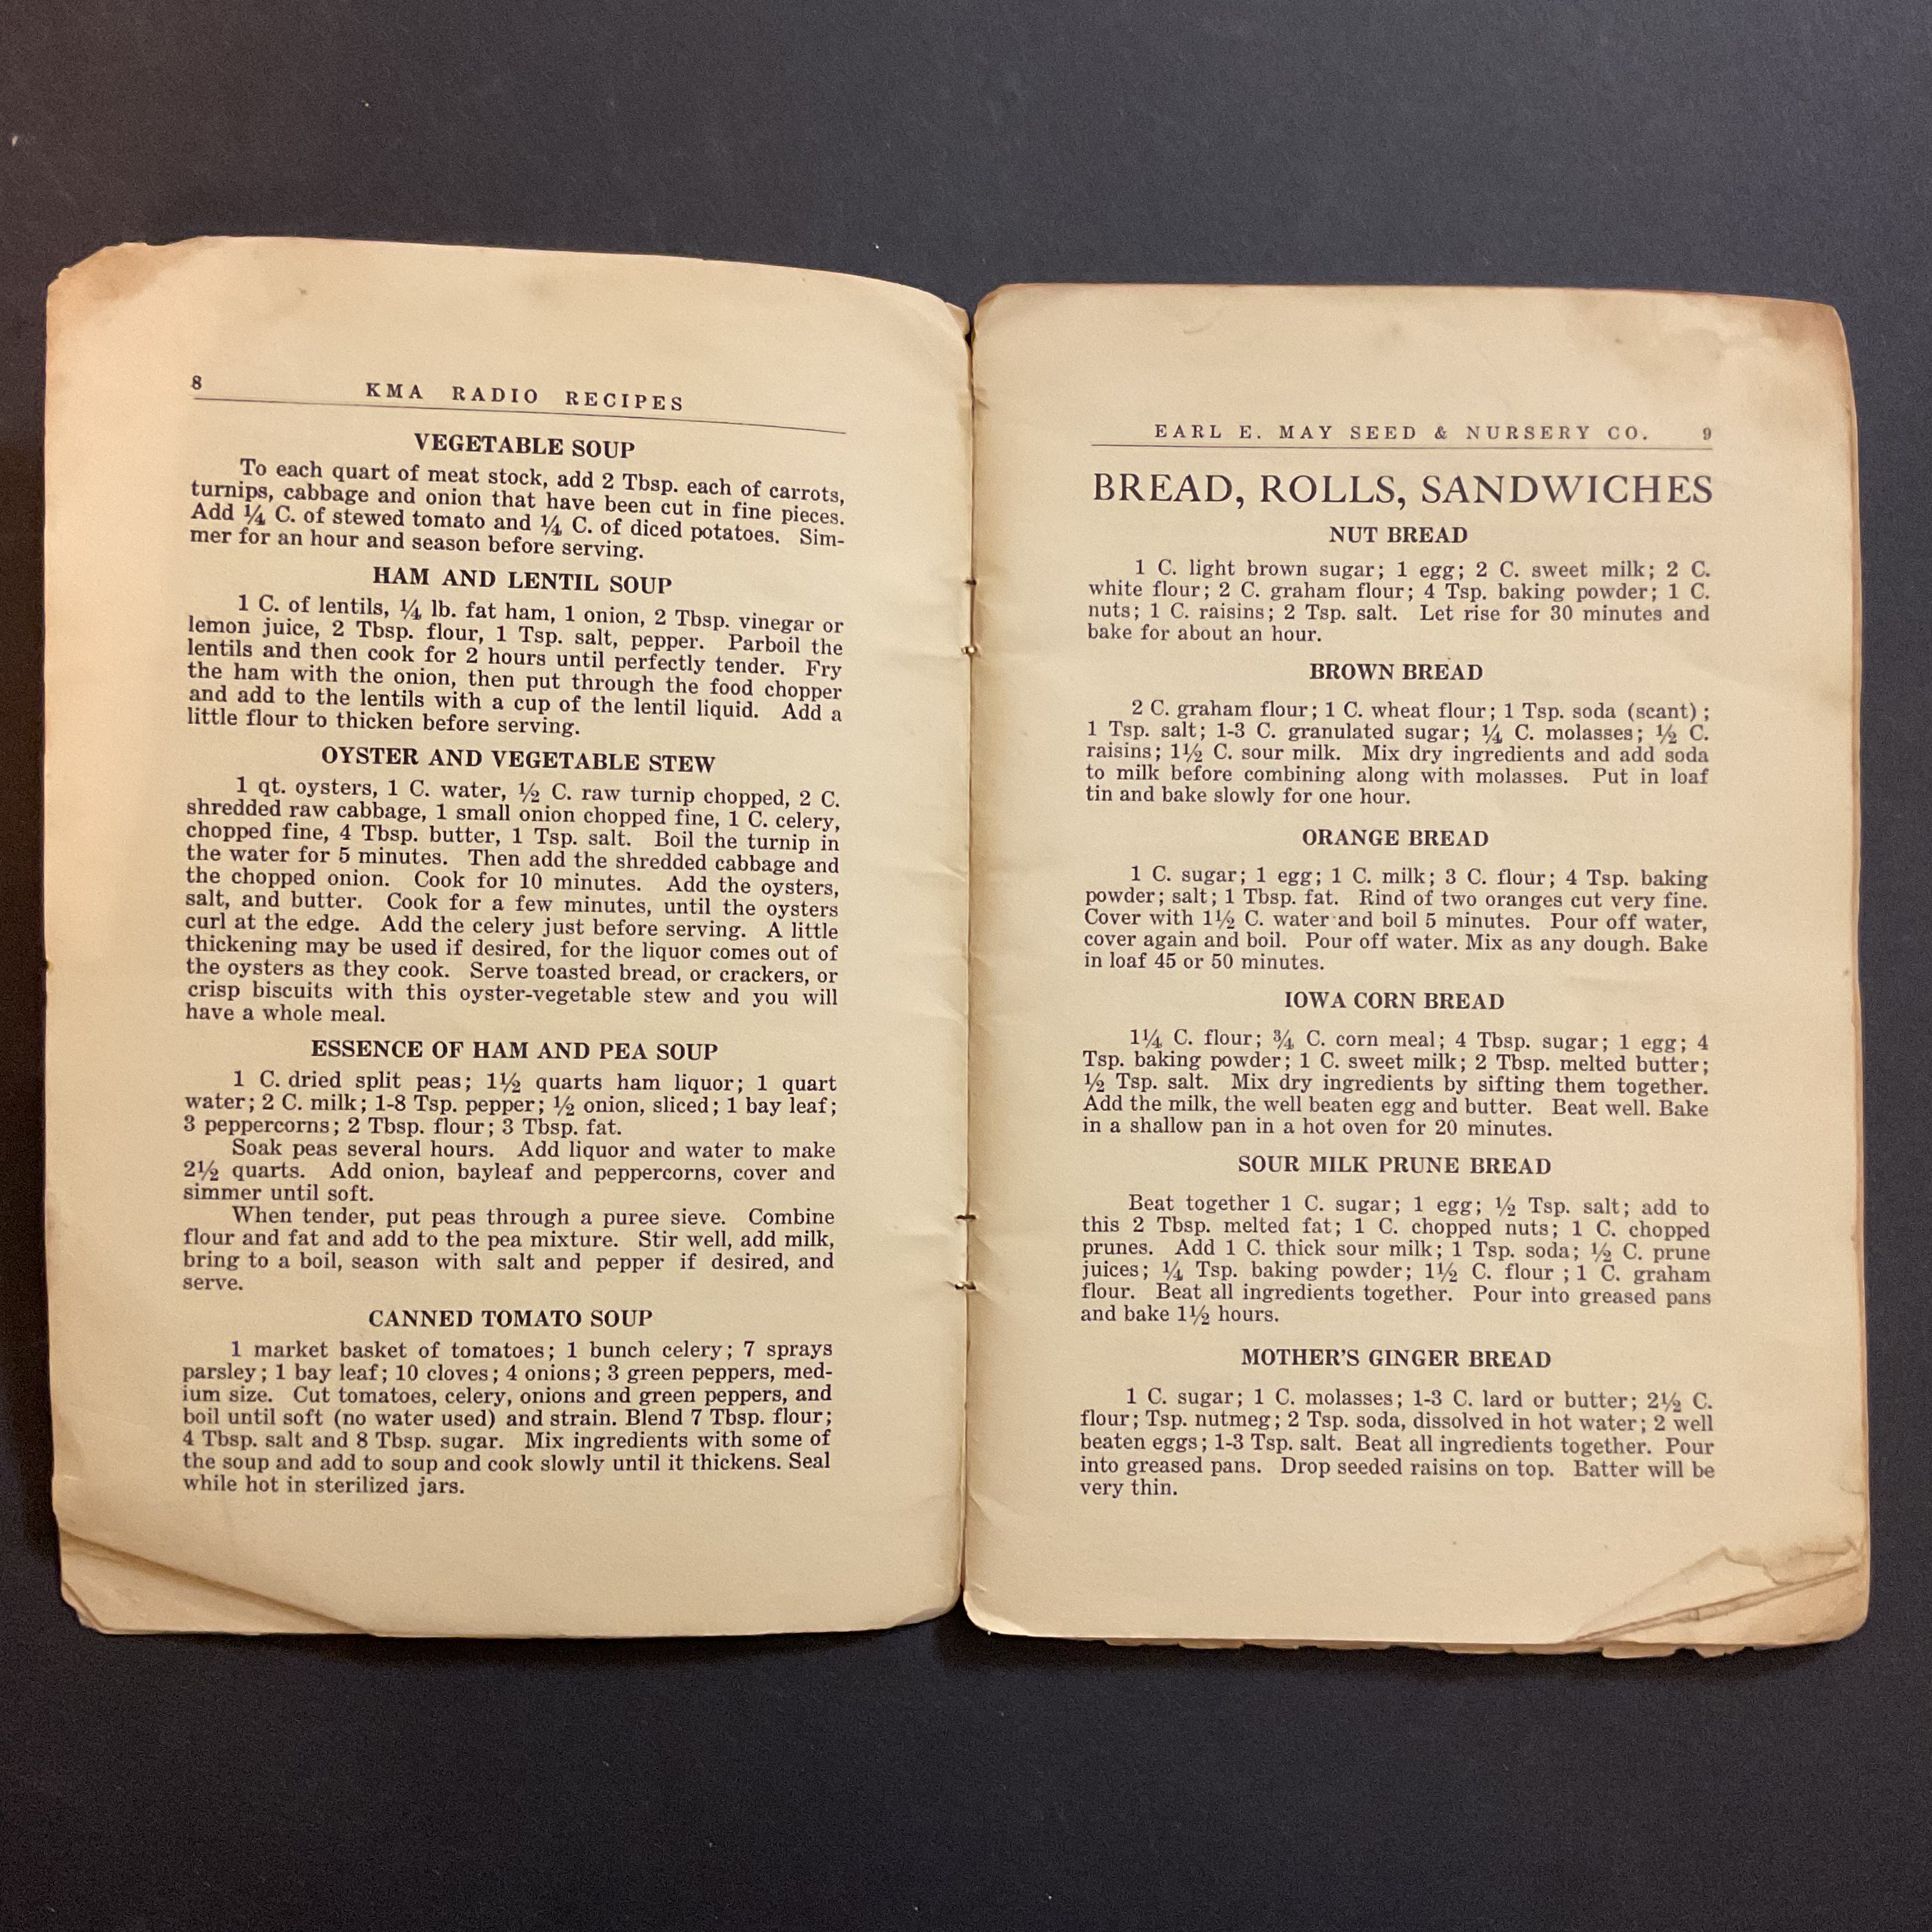 8
KMA RADIO RECIPES
VEGETABLE SOUP
To each quart of meat stock, add 2 Tbsp. each of carrots,
turnips, cabbage and onion that have been cut in fine pieces.
Add ¼ C. of stewed tomato and ¼ C. of diced potatoes. Sim-
mer for an hour and season before serving.
HAM AND LENTIL SOUP
1 C. of lentils, ¼ lb. fat ham, 1 onion, 2 Tbsp. vinegar or
lemon juice, 2 Tbsp. flour, 1 Tsp. salt, pepper. Parboil the
lentils and then cook for 2 hours until perfectly tender. Fry
the ham with the onion, then put through the food chopper
and add to the lentils with a cup of the lentil liquid. Add a
little flour to thicken before serving.
OYSTER AND VEGETABLE STEW
1 qt. oysters, 1 C. water, ½ C. raw turnip chopped, 2 C.
shredded raw cabbage, 1 small onion chopped fine, 1 C. celery,
chopped fine, 4 Tbsp. butter, 1 Tsp. salt. Boil the turnip in
the water for 5 minutes. Then add the shredded cabbage and
the chopped onion. Cook for 10 minutes. Add the oysters,
salt, and butter. Cook for a few minutes, until the oysters
curl at the edge. Add the celery just before serving. A little
thickening may be used if desired, for the liquor comes out of
the oysters as they cook. Serve toasted bread, or crackers, or
crisp biscuits with this oyster-vegetable stew and you will
have a whole meal.
ESSENCE OF HAM AND PEA SOUP
1 C. dried split peas; 1½ quarts ham liquor; 1 quart
water; 2 C. milk; 1-8 Tsp. pepper; ½ onion, sliced; 1 bay leaf;
3 peppercorns; 2 Tbsp. flour; 3 Tbsp. fat.
Soak peas several hours. Add liquor and water to make
2½ quarts. Add onion, bayleaf and peppercorns, cover and
simmer until soft.
When tender, put peas through a puree sieve. Combine
flour and fat and add to the pea mixture. Stir well, add milk,
bring to a boil, season with salt and pepper if desired, and
serve.
CANNED TOMATO SOUP
1 market basket of tomatoes; 1 bunch celery; 7 sprays
parsley; 1 bay leaf; 10 cloves; 4 onions; 3 green peppers, med-
ium size. Cut tomatoes, celery, onions and green peppers, and
boil until soft (no water used) and strain. Blend 7 Tbsp. flour;
4 Tbsp. salt and 8 Tbsp. sugar. Mix ingredients with some of
the soup and add to soup and cook slowly until it thickens. Seal
while hot in sterilized jars.
EARL E. MAY SEED & NURSERY CO. 9
BREAD, ROLLS, SANDWICHES
NUT BREAD
1 C. light brown sugar; 1 egg; 2 C. sweet milk; 2 C.
white flour; 2 C. graham flour; 4 Tsp. baking powder; 1 C.
nuts; 1 C. raisins; 2 Tsp. salt. Let rise for 30 minutes and
bake for about an hour.
BROWN BREAD
2 C. graham flour; 1 C. wheat flour; 1 Tsp. soda (scant);
1 Tsp. salt; 1-3 C. granulated sugar; ¼ C. molasses; ½ C.
raisins; 1½ C. sour milk. Mix dry ingredients and add soda
to milk before combining along with molasses. Put in loaf
tin and bake slowly for one hour.
ORANGE BREAD
1 C. sugar; 1 egg; 1 C. milk; 3 C. flour; 4 Tsp. baking
powder; salt; 1 Tbsp. fat. Rind of two oranges cut very fine.
Cover with 1½ C. water and boil 5 minutes. Pour off water,
cover again and boil. Pour off water. Mix as any dough. Bake
in loaf 45 or 50 minutes.
IOWA CORN BREAD
1¼ C. flour; ¾ C. corn meal; 4 Tbsp. sugar; 1 egg; 4
Tsp. baking powder; 1 C. sweet milk; 2 Tbsp. melted butter;
½ Tsp. salt. Mix dry ingredients by sifting them together.
Add the milk, the well beaten egg and butter. Beat well. Bake
in a shallow pan in a hot oven for 20 minutes.
SOUR MILK PRUNE BREAD
Beat together 1 C. sugar; 1 egg; ½ Tsp. salt; add to
this 2 Tbsp. melted fat; 1 C. chopped nuts; 1 C. chopped
prunes. Add 1 C. thick sour milk; 1 Tsp. soda; ½ C. prune
juices; ¼ Tsp. baking powder; 1½ C. flour ; 1 C. graham
flour. Beat all ingredients together. Pour into greased pans
and bake 1½ hours.
MOTHER'S GINGER BREAD
1 C. sugar; 1 C. molasses; 1-3 C. lard or butter; 2½ C.
flour; Tsp. nutmeg; 2 Tsp. soda, dissolved in hot water; 2 well
beaten eggs; 1-3 Tsp. salt. Beat all ingredients together. Pour
into greased pans. Drop seeded raisins on top. Batter will be
very thin.